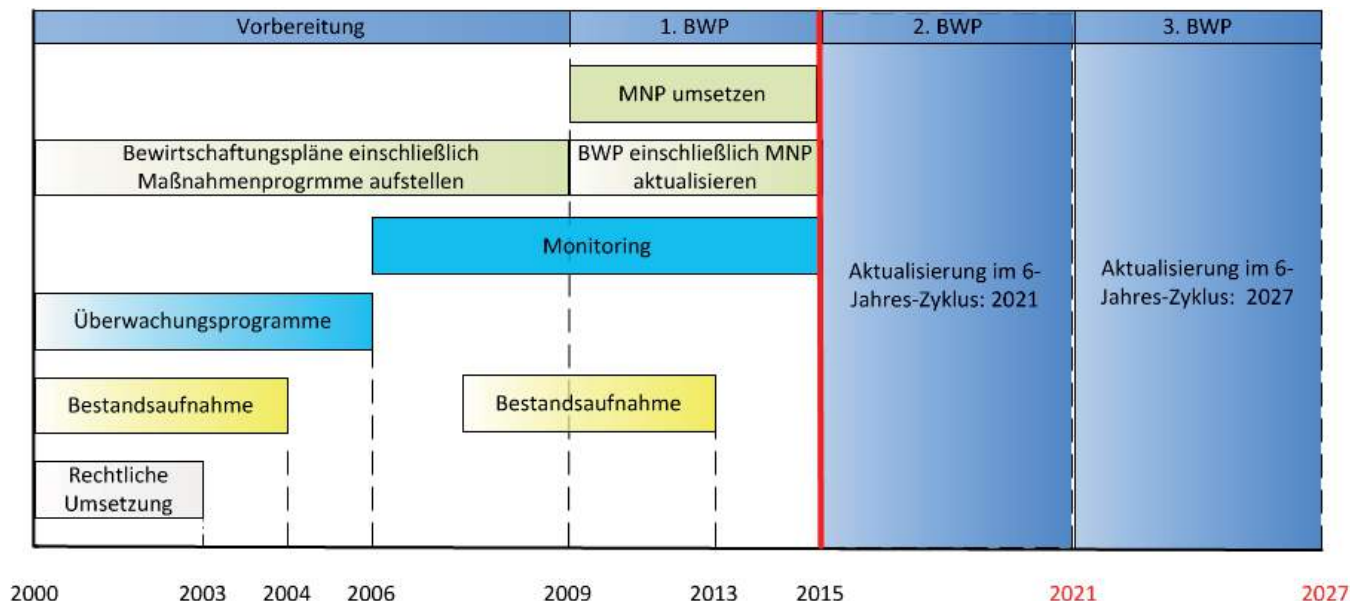 Vorbereitung
1. BWP
2. BWP
3. BWP
MNP umsetzen
Bewirtschaftungspläne einschließlich
Maßnahmenprogrmme aufstellen
BWP einschließlich MNP
aktualisieren
Monitoring
Aktualisierung im 6-
Jahres-Zyklus: 2021
Aktualisierung im 6-
Jahres-Zyklus: 2027
Überwachungsprogramme
Bestandsaufnahme
Bestandsaufnahme
Rechtliche
Umsetzung
2000 2003 2004 2006 2009 2013 2015 2021 2027